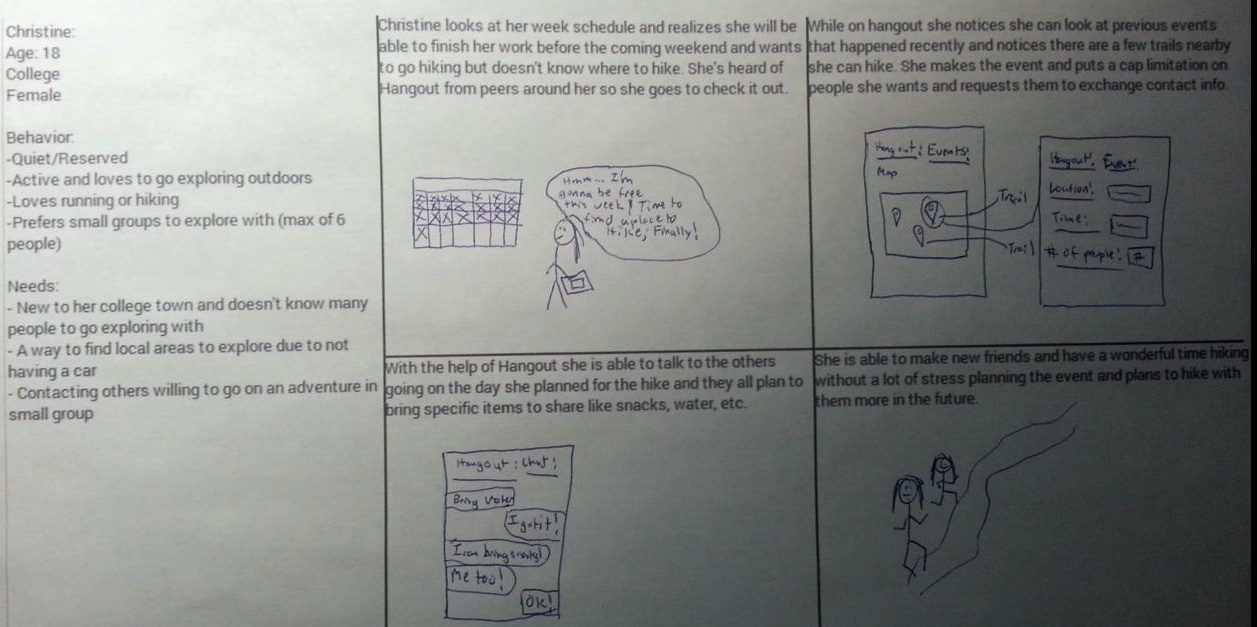 Christine:
Age: 18
College
Female
Behavior:
-Quiet/Reserved
-Active and loves to go exploring outdoors
-Loves running or hiking
-Prefers small groups to explore with (max of 6
people)
Needs:
- New to her college town and doesn't know many
people to go exploring with
- A way to find local areas to explore due to not
having a car
- Contacting others willing to go on an adventure in
small group
Christine looks at her week schedule and realizes she will be
able to finish her work before the coming weekend and wants
to go hiking but doesn't know where to hike. She's heard of
Hangout from peers around her so she goes to check it out.
Hmm... I'm
gonna be free
this week! Time to
find a place to
Hike; Finally!
While on hangout she notices she can look at previous events
that happened recently and notices there are a few trails nearby
she can hike. She makes the event and puts a cap limitation on
people she wants and requests them to exchange contact info.
Hangout: Events:
Map
Trail
Trail
Hangout: Event:
Location:
Time:
# of people: #
With the help of Hangout she is able to talk to the others
going on the day she planned for the hike and they all plan to
bring specific items to share like snacks, water, etc.
Hangout: Chat:
Bring
I got it!
I can bring snacks!
Me too!
OK!
She is able to make new friends and have a wonderful time hiking
without a lot of stress planning the event and plans to hike with
them more in the future.